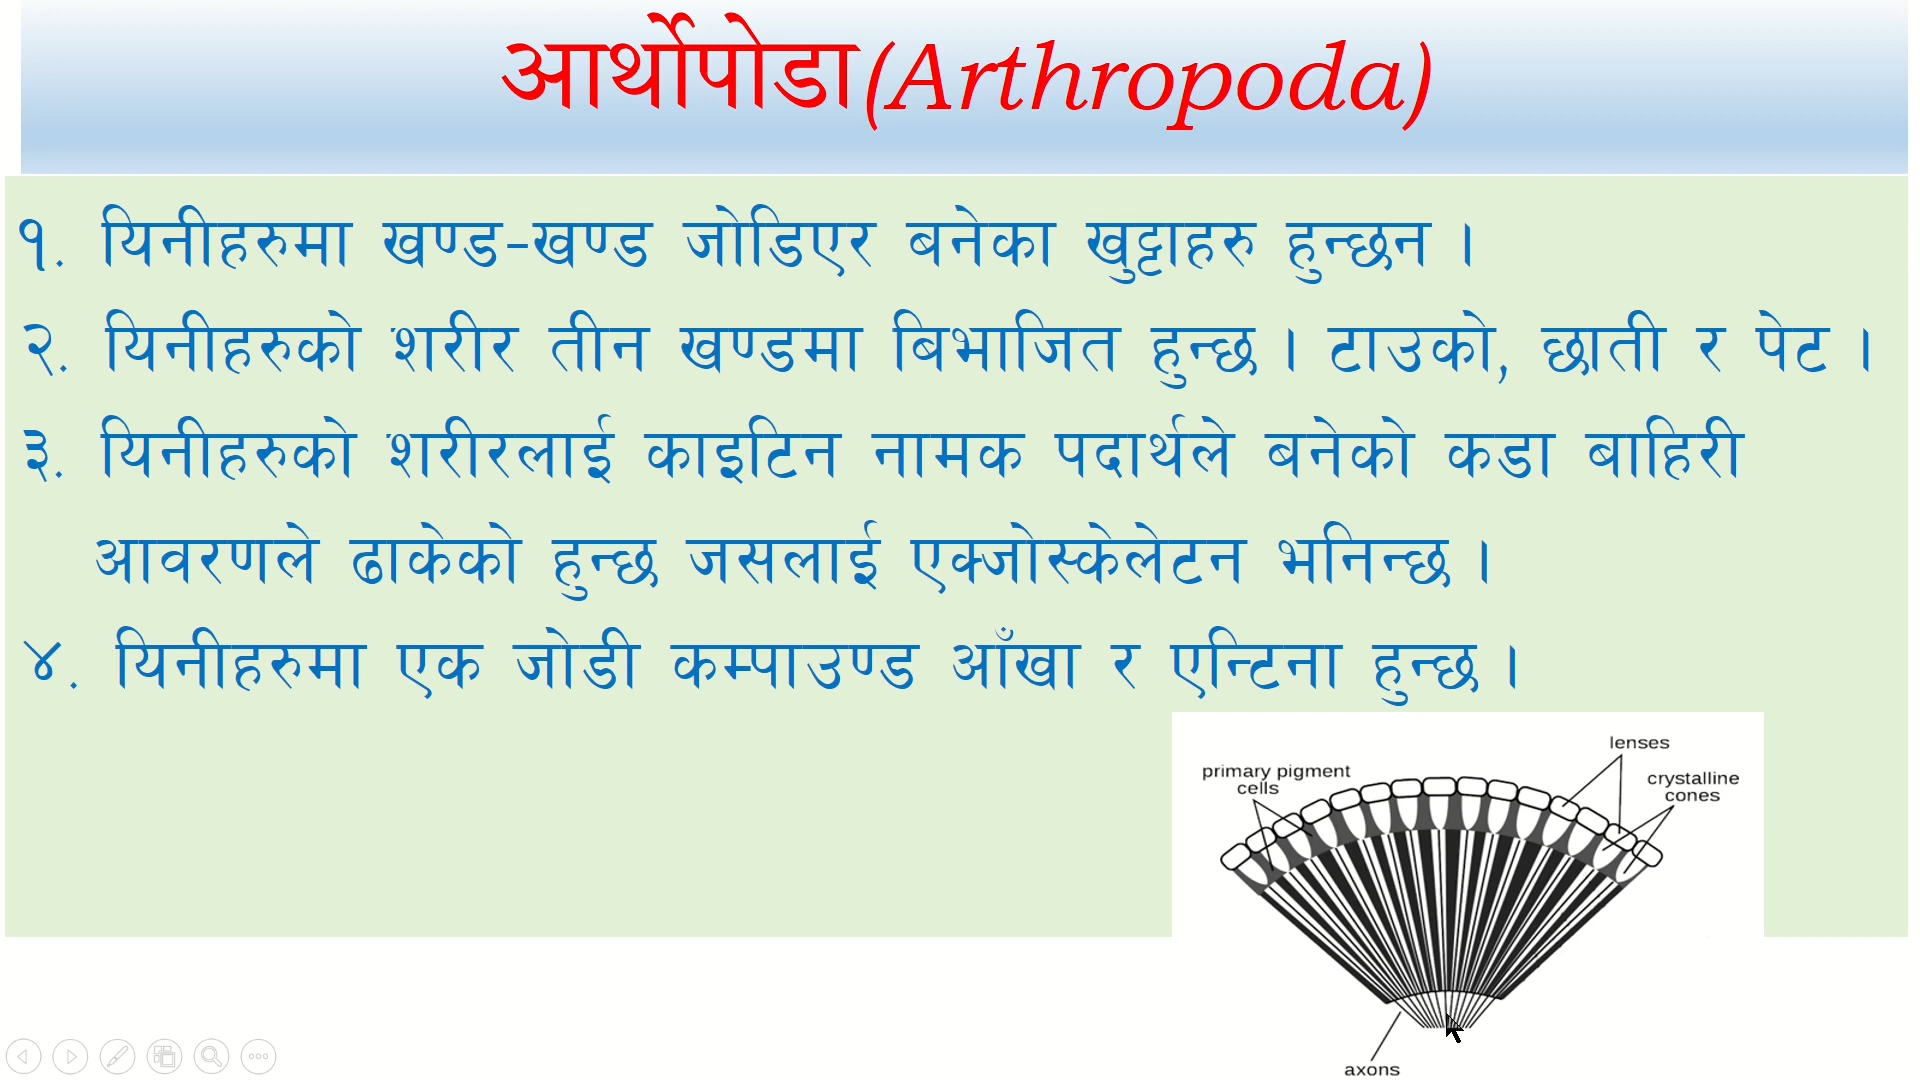 आर्थोपोडा(Arthropoda)
१. यिनीहरुमा खण्ड-खण्ड जोडिएर बनेका खुट्टाहरु हुन्छन ।
२. यिनीहरुको शरीर तीन खण्डमा बिभाजित हुन्छ । टाउको, छाती र पेट ।
३. यिनीहरुको शरीरलाई काइटिन नामक पदार्थले बनेको कडा बाहिरी
आवरणले ढाकेको हुन्छ जसलाई एक्जोस्केलेटन भनिन्छ ।
४. यिनीहरुमा एक जोडी कम्पाउण्ड आँखा र एन्टिना हुन्छ ।
lenses
primary pigment
cells
crystalline
cones
axons